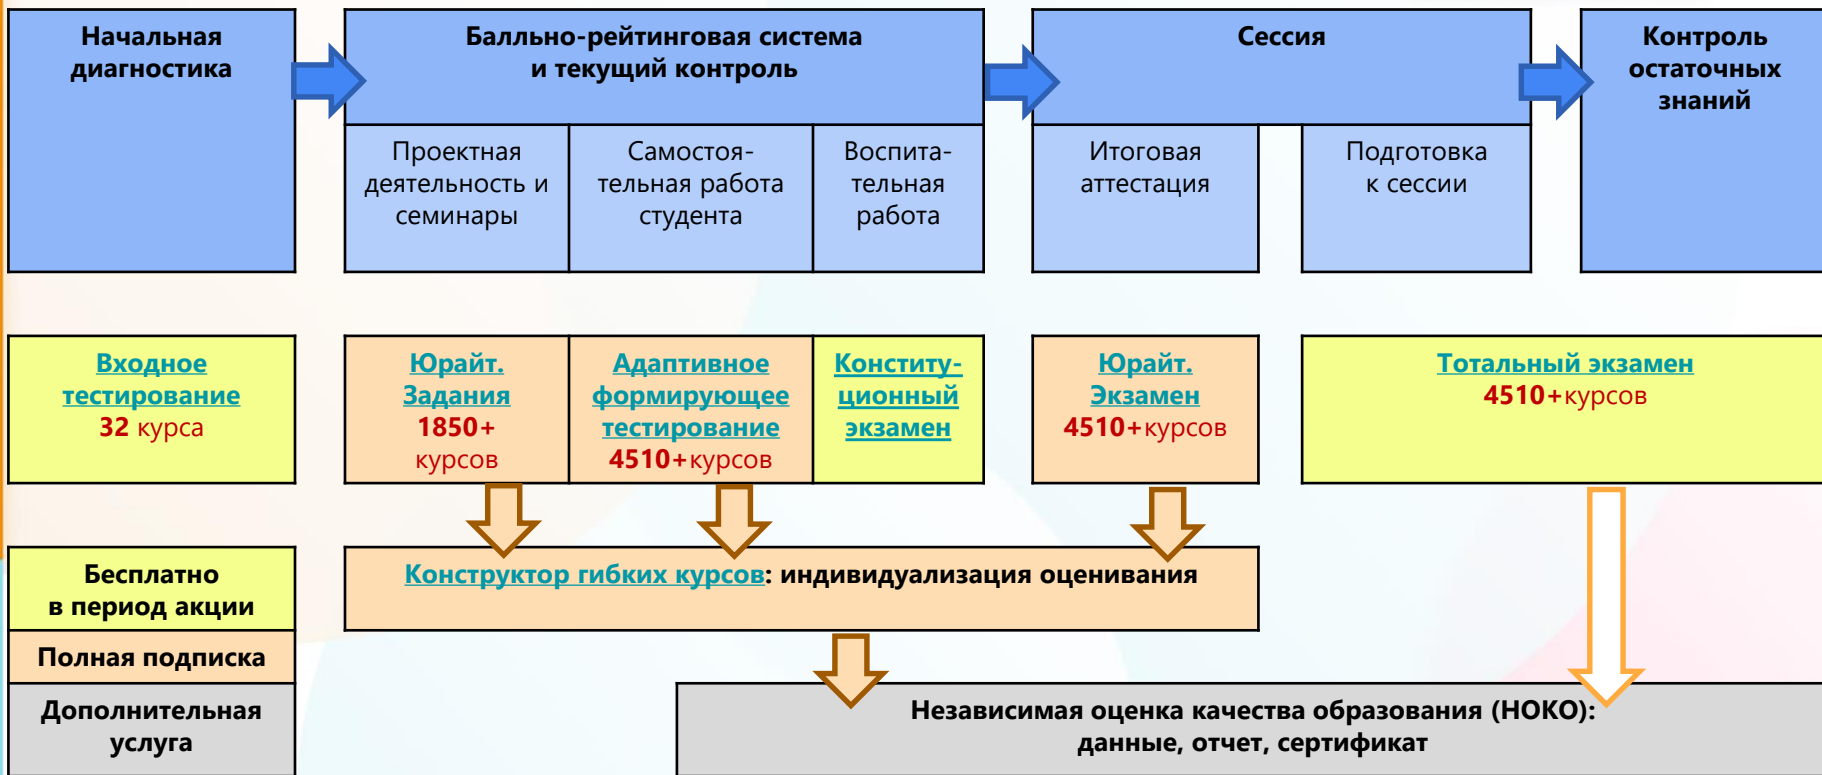 Начальная
диагностика
Балльно-рейтинговая система
и текущий контроль
Сессия
Контроль
остаточных
знаний
Проектная
деятельность и
семинары
Самостоя-
тельная работа
студента
Воспита-
тельная
работа
Итоговая
аттестация
Подготовка
к сессии
Входное
тестирование
32 курса
Юрайт.
Задания
1850+
курсов
Адаптивное
формирующее
тестирование
4510+курсов
Конститу-
ционный
экзамен
Юрайт.
Экзамен
4510+курсов
Тотальный экзамен
4510+курсов
Бесплатно
в период акции
Полная подписка
Дополнительная
услуга
Конструктор гибких курсов: индивидуализация оценивания
Независимая оценка качества образования (НОКО):
данные, отчет, сертификат